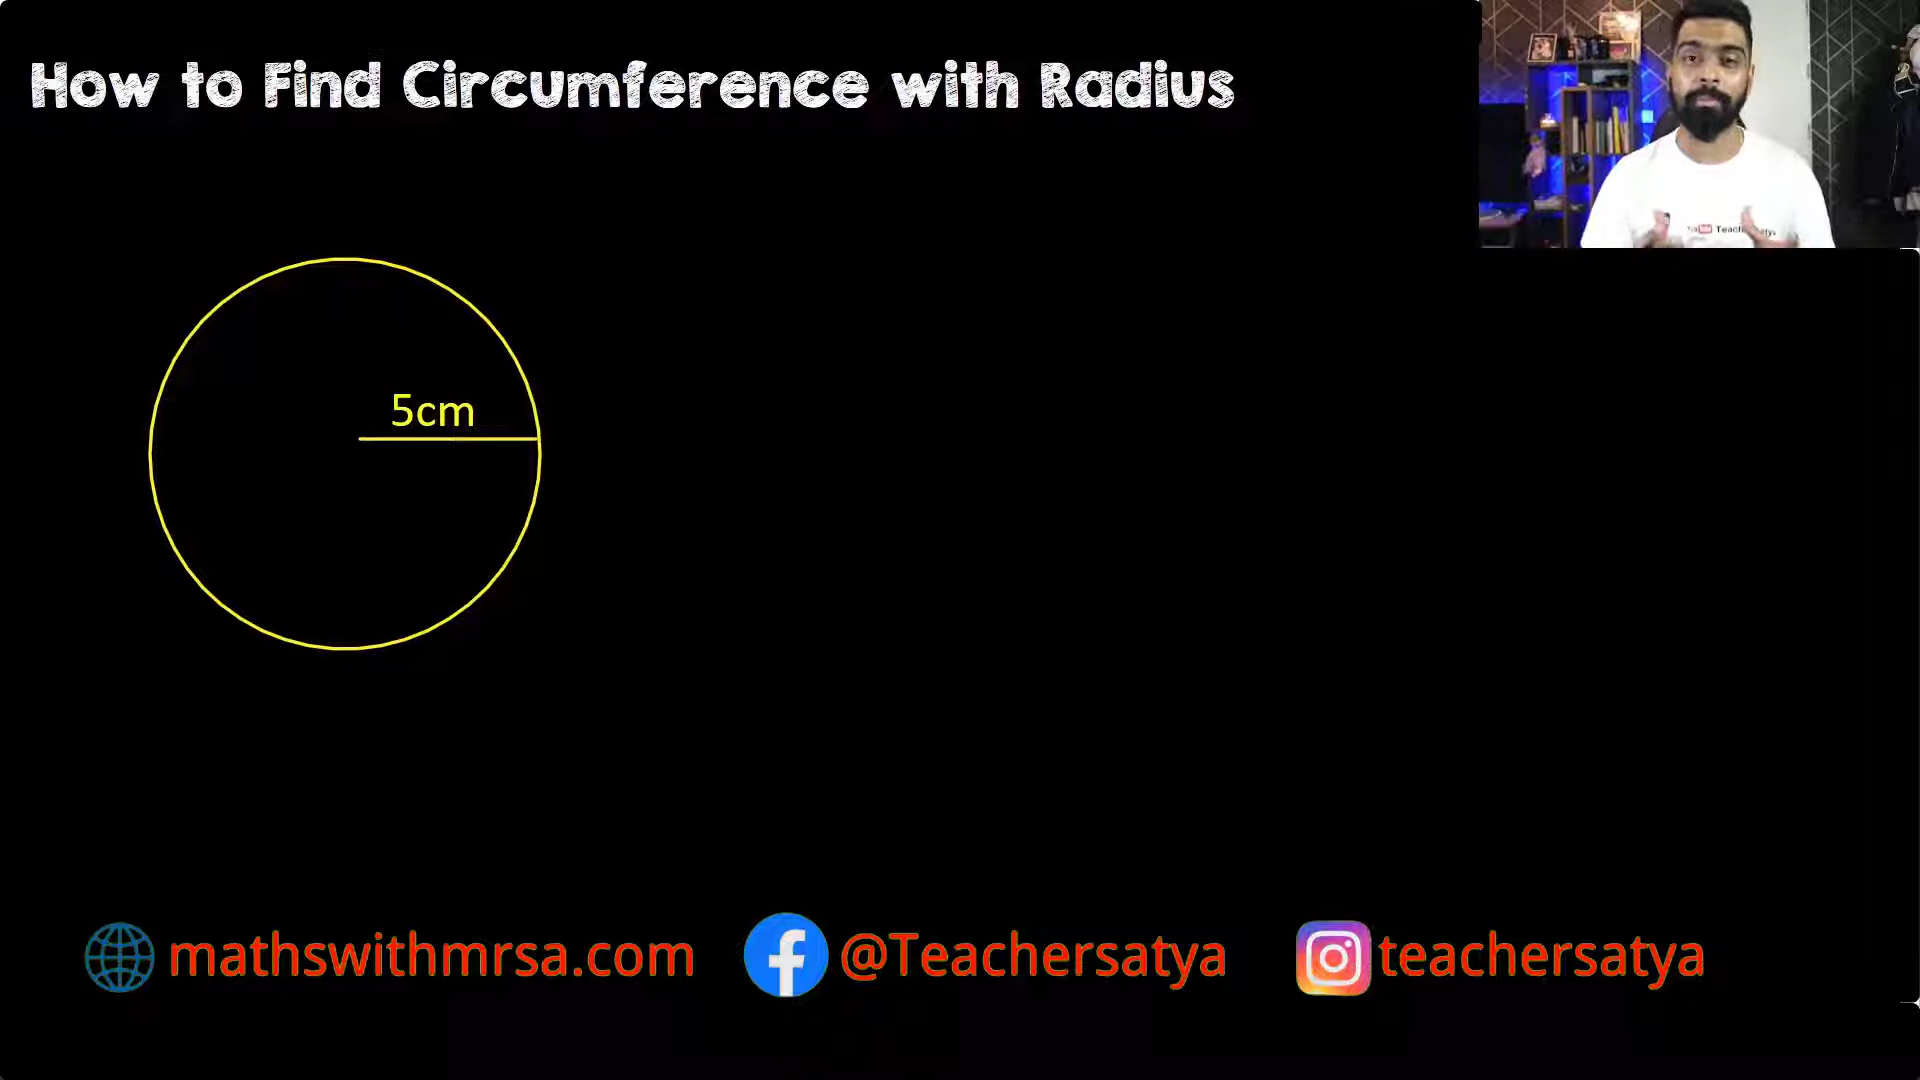 How to Find Circumference with Radius
5cm
mathswithmrsa.com
@Teachersatya
teachersatya